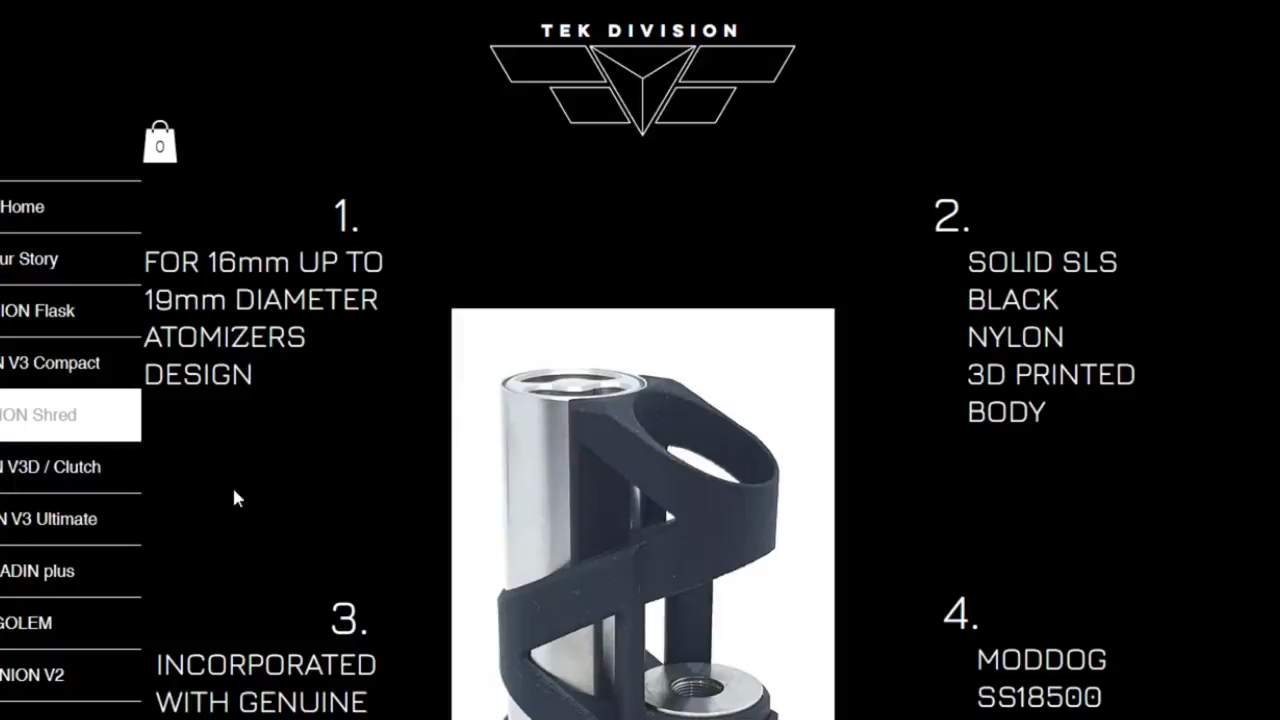 TEK DIVISION
0
Home
ur Story
ION Flask
N V3 Compact
ION Shred
N V3D / Clutch
N V3 Ultimate
ADIN plus
GOLEM
NION V2
1.
FOR 16mm UP TO
19mm DIAMETER
ATOMIZERS
DESIGN
2.
SOLID SLS
BLACK
NYLON
3D PRINTED
BODY
3.
INCORPORATED
WITH GENUINE
4.
MODDOG
SS18500